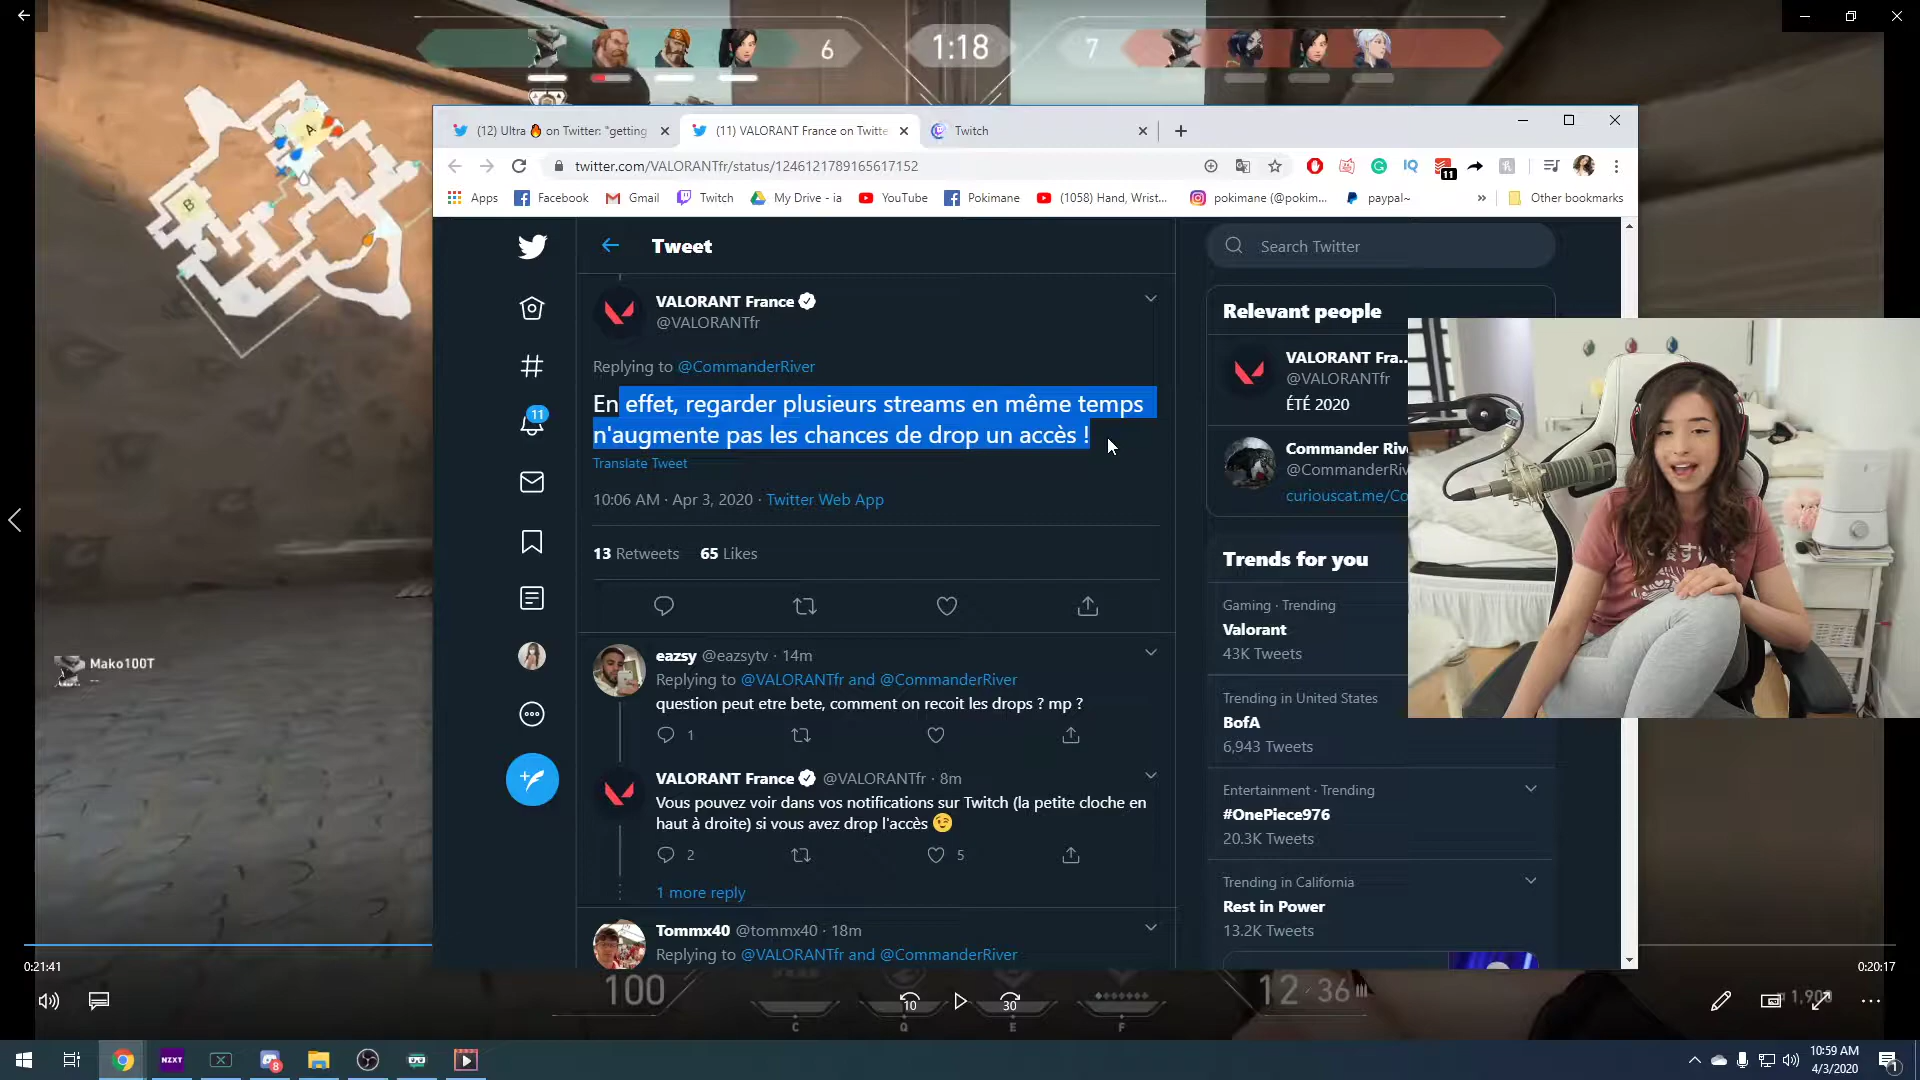 6
1:18
7
(12) Ultra 🔥 on Twitter: "getting
(11) VALORANT France on Twitte
Twitch
twitter.com/VALORANTfr/status/1246121789165617152
11
Apps
Facebook
Gmail
Twitch
My Drive - ia
YouTube
Pokimane
(1058) Hand, Wrist...
pokimane (@pokim...
paypal~
»
Other bookmarks
A
B
Tweet
Search Twitter
VALORANT France
@VALORANTfr
Replying to @CommanderRiver
En effet, regarder plusieurs streams en même temps
n'augmente pas les chances de drop un accès !
Translate Tweet
10:06 AM · Apr 3, 2020 · Twitter Web App
13 Retweets 65 Likes
11
eazsy @eazsytv · 14m
Replying to @VALORANTfr and @CommanderRiver
question peut etre bete, comment on recoit les drops ? mp ?
1
VALORANT France @VALORANTfr · 8m
Vous pouvez voir dans vos notifications sur Twitch (la petite cloche en
haut à droite) si vous avez drop l'accès 😉
2
5
1 more reply
Tommx40 @tommx40 · 18m
Replying to @VALORANTfr and @CommanderRiver
Relevant people
VALORANT Fra...
@VALORANTfr
ÉTÉ 2020
Commander Riv
@CommanderRiv
curiouscat.me/Co
Trends for you
Gaming · Trending
Valorant
43K Tweets
Trending in United States
BofA
6,943 Tweets
Entertainment · Trending
#OnePiece976
20.3K Tweets
Trending in California
Rest in Power
13.2K Tweets
Mako100T
0:21:41
0:20:17
100
C
Q
E
F
12
36
1,900
10
30
NZXT
8
10:59 AM
4/3/2020
1